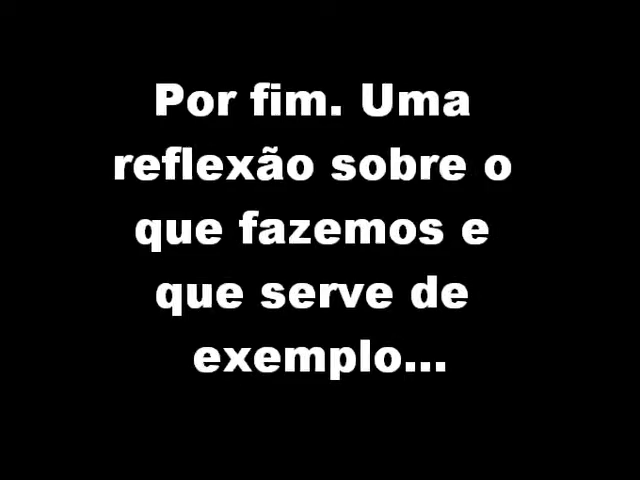 Por fim. Uma
reflexão sobre o
que fazemos e
que serve de
exemplo...